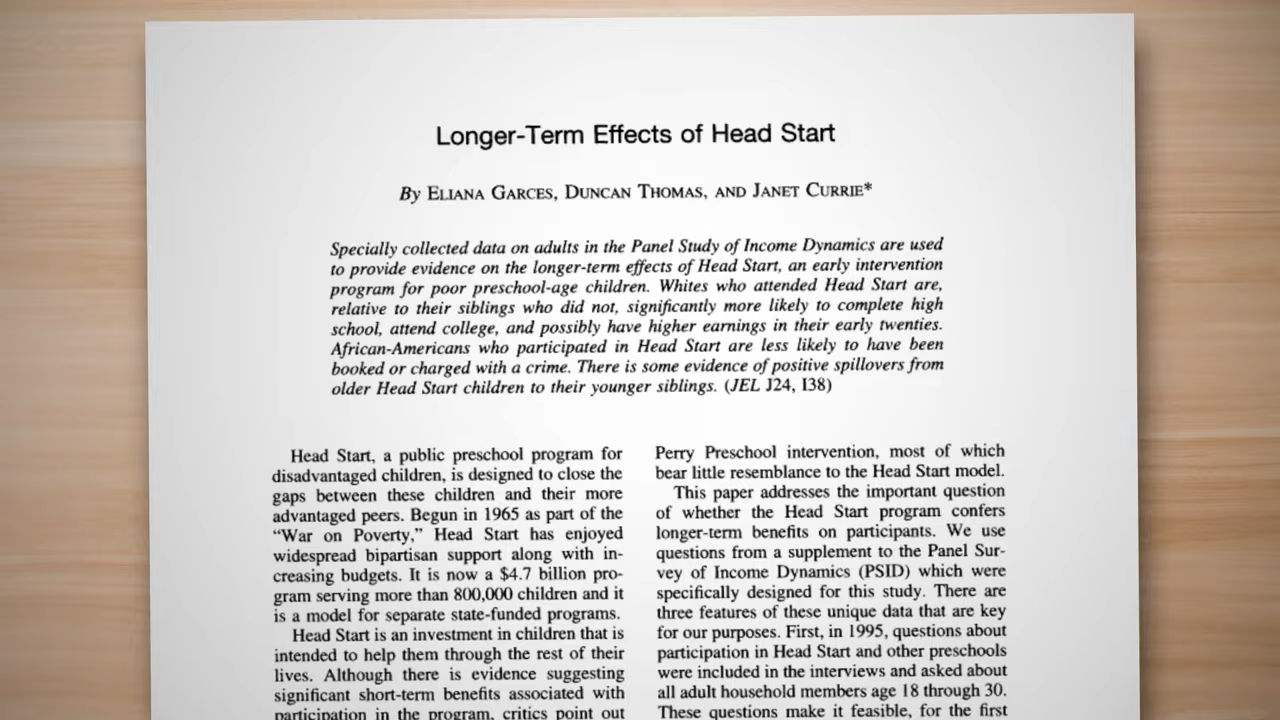 Longer-Term Effects of Head Start
By ELIANA GARCES, DUNCAN THOMAS, AND JANET CURRIE*
Specially collected data on adults in the Panel Study of Income Dynamics are used
to provide evidence on the longer-term effects of Head Start, an early intervention
program for poor preschool-age children. Whites who attended Head Start are,
relative to their siblings who did not, significantly more likely to complete high
school, attend college, and possibly have higher earnings in their early twenties.
African-Americans who participated in Head Start are less likely to have been
booked or charged with a crime. There is some evidence of positive spillovers from
older Head Start children to their younger siblings. (JEL J24, I38)
Head Start, a public preschool program for
disadvantaged children, is designed to close the
gaps between these children and their more
advantaged peers. Begun in 1965 as part of the
“War on Poverty,” Head Start has enjoyed
widespread bipartisan support along with in-
creasing budgets. It is now a $4.7 billion pro-
gram serving more than 800,000 children and it
is a model for separate state-funded programs.
Head Start is an investment in children that is
intended to help them through the rest of their
lives. Although there is evidence suggesting
significant short-term benefits associated with
participation in the program, critics point out
Perry Preschool intervention, most of which
bear little resemblance to the Head Start model.
This paper addresses the important question
of whether the Head Start program confers
longer-term benefits on participants. We use
questions from a supplement to the Panel Sur-
vey of Income Dynamics (PSID) which were
specifically designed for this study. There are
three features of these unique data that are key
for our purposes. First, in 1995, questions about
participation in Head Start and other preschools
were included in the interviews and asked about
all adult household members age 18 through 30.
These questions make it feasible, for the first